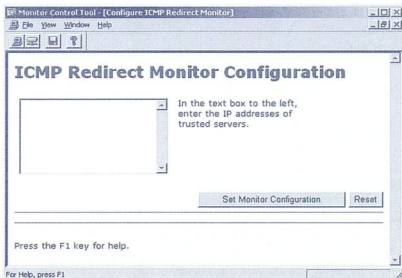 Monitor Control Tool - [Configure ICMP Redirect Monitor]
File View Window Help
ICMP Redirect Monitor Configuration
In the text box to the left,
enter the IP addresses of
trusted servers.
Set Monitor Configuration Reset
Press the F1 key for help.
For Help, press F1